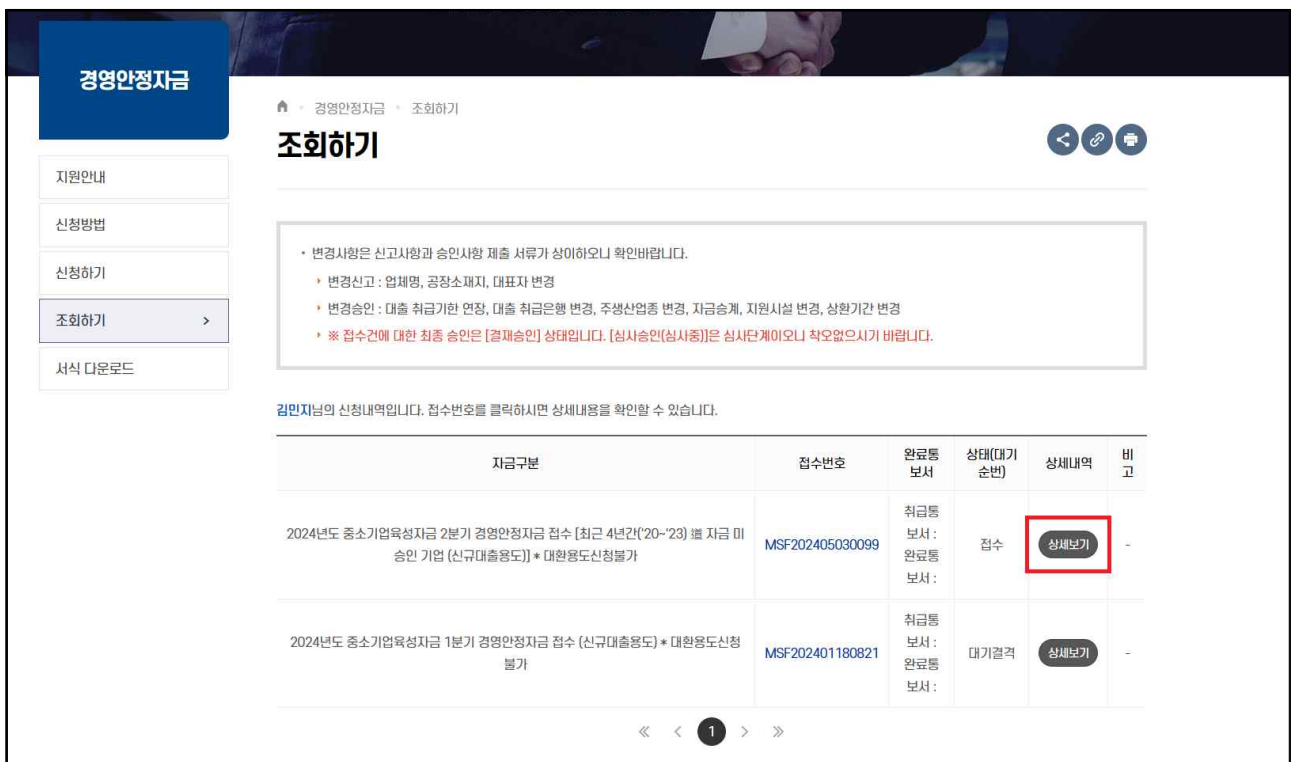 경영안정자금
지원안내
신청방법
신청하기
조회하기 >
서식 다운로드
경영안정자금 조회하기
조회하기
• 변경사항은 신고사항과 승인사항 제출 서류가 상이하오니 확인바랍니다.
변경신고 : 업체명, 공장소재지, 대표자 변경
변경승인 : 대출 취급기한 연장, 대출 취급은행 변경, 주생산업종 변경, 자금승계, 지원시설 변경, 상환기간 변경
※ 접수건에 대한 최종 승인은 [결재승인] 상태입니다. [심사승인(심사중)]은 심사단계이오니 착오없으시기 바랍니다.
김민지님의 신청내역입니다. 접수번호를 클릭하시면 상세내용을 확인할 수 있습니다.
자금구분
접수번호
완료통
보서
상태(대기
순번)
상세내역
비
고
2024년도 중소기업육성자금 2분기 경영안정자금 접수 [최근 4년간('20~'23) 道 자금 미
승인 기업 (신규대출용도)] * 대환용도신청불가
MSF202405030099
취급통
보서 :
완료통
보서 :
접수
상세보기
-
2024년도 중소기업육성자금 1분기 경영안정자금 접수 (신규대출용도) * 대환용도신청
불가
MSF202401180821
취급통
보서 :
완료통
보서 :
대기결격
상세보기
-
« < 1 > »